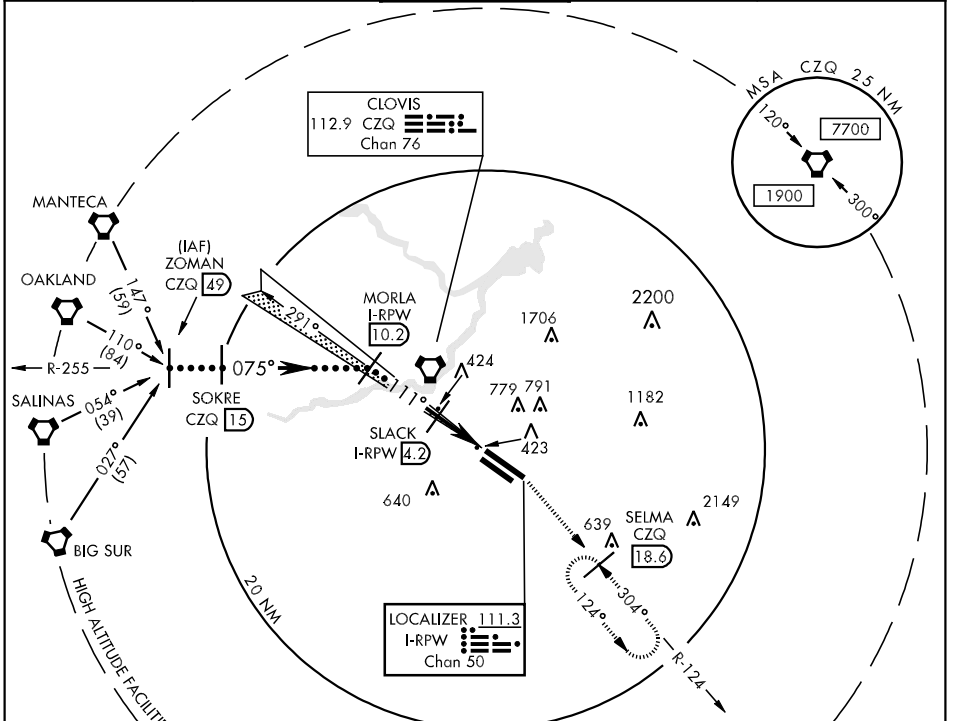 CLOVIS
112.9 CZQ
Chan 76
MSA CZQ 25 NM
120°
7700
1900
300°
MANTECA
147°
(59)
(IAF)
ZOMAN
CZQ 49
OAKLAND
110°
(84)
R-255
SALINAS
054°
(39)
027°
(57)
BIG SUR
075°
SOKRE
CZQ 15
291°
MORLA
I-RPW
10.2
111°
SLACK
I-RPW 4.2
424
1706
2200
779 791
1182
423
640
639
SELMA
CZQ
18.6
2149
124°
304°
R-124
20 NM
LOCALIZER 111.3
I-RPW
Chan 50
HIGH ALTITUDE